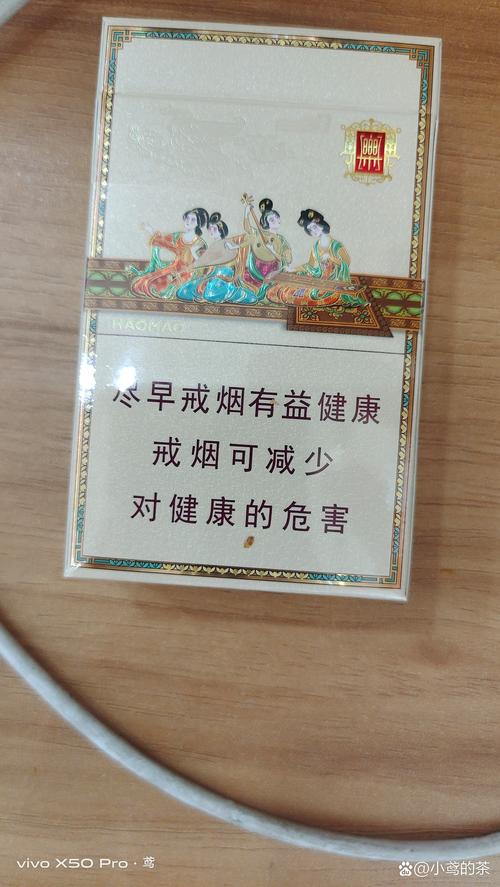 HAOMAO
尽早戒烟有益健康
戒烟可减少
对健康的危害
vivo X50 Pro · 鸢
@小鸢的茶